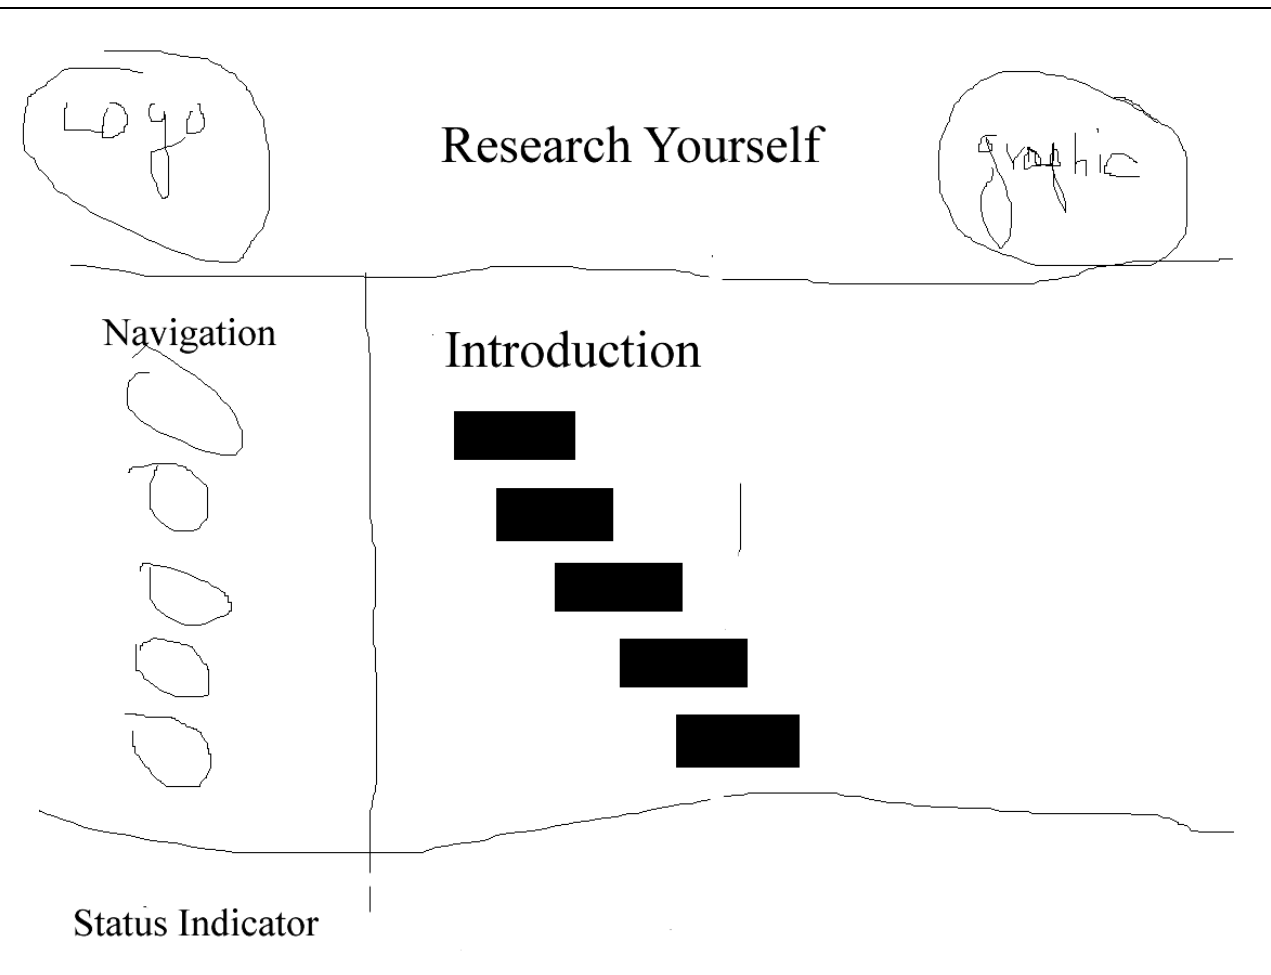 Logo
Research Yourself
graphic
Navigation
Introduction
Status Indicator